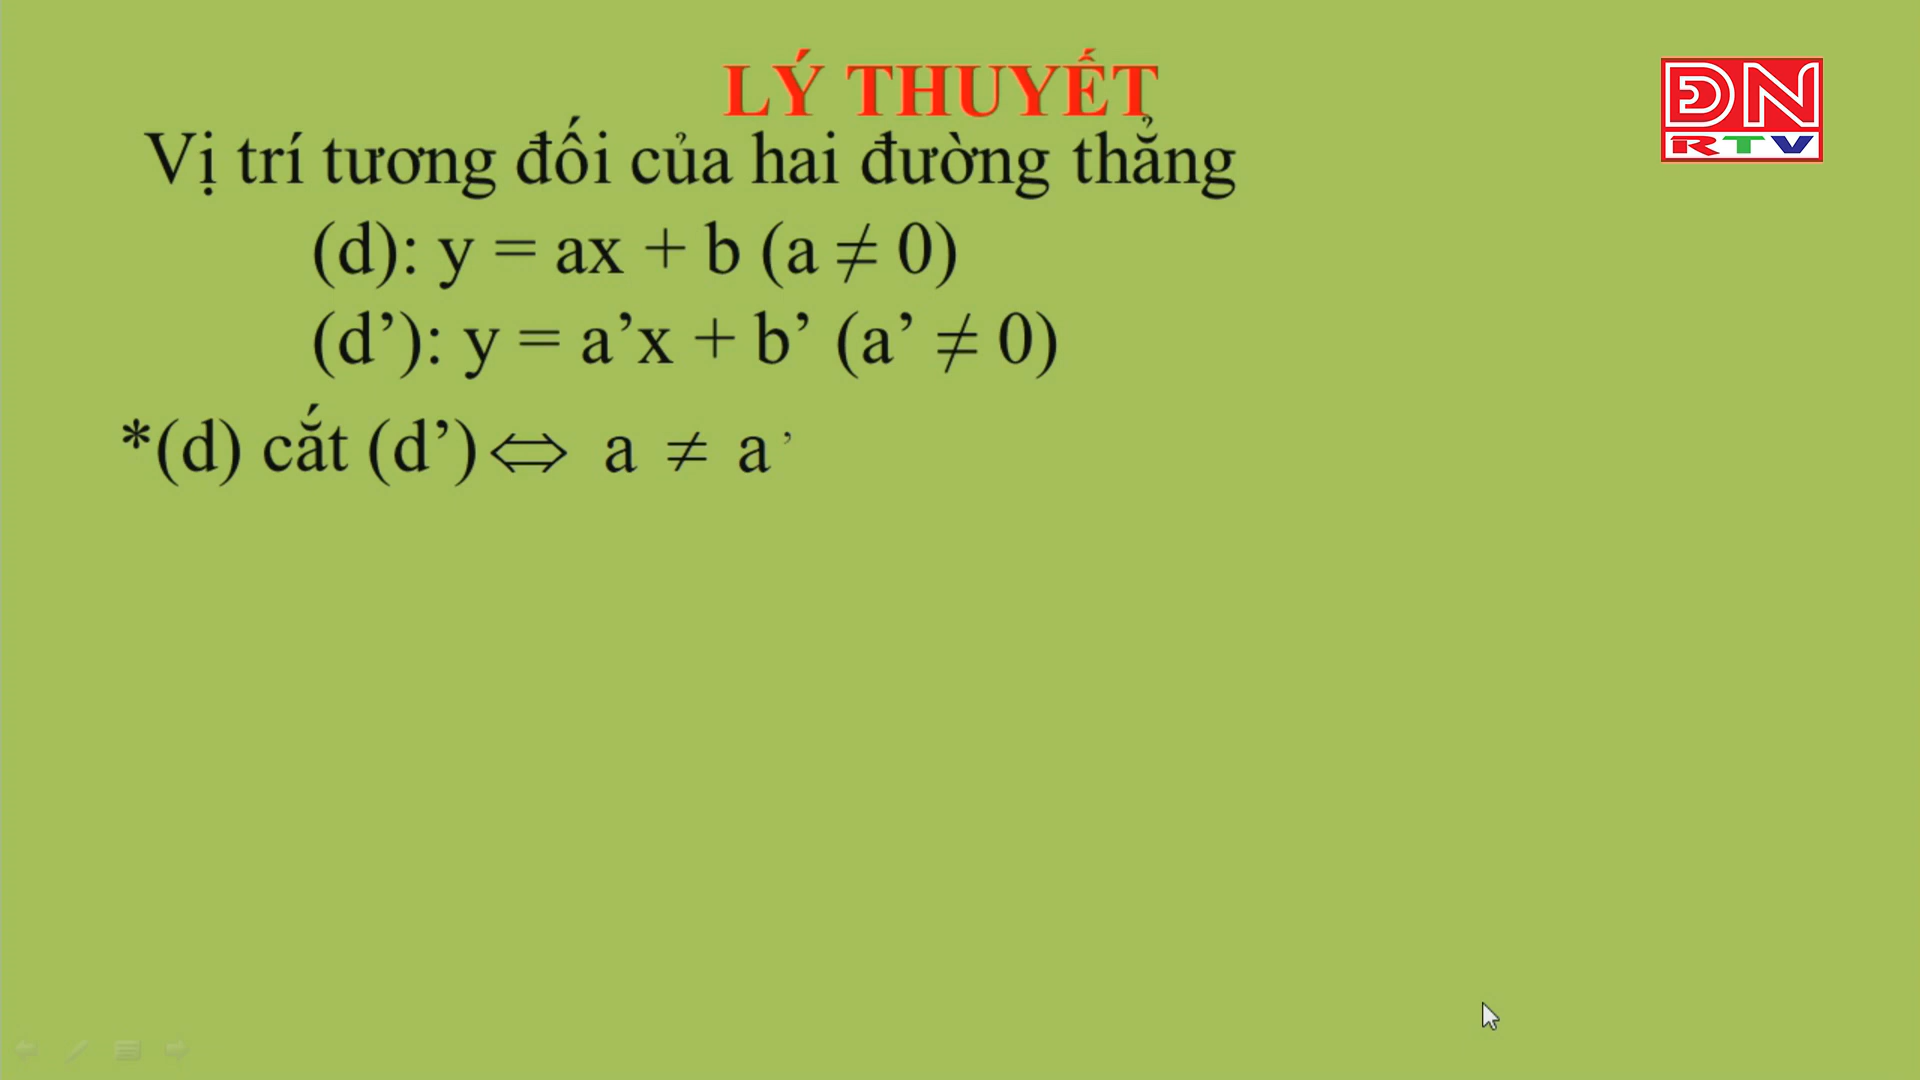 LÝ THUYẾT
ĐN
RTV
Vị trí tương đối của hai đường thẳng
(d): y = ax + b (a ≠ 0)
(d’): y = a’x + b’ (a’ ≠ 0)
*(d) cắt (d’) ⇔ a ≠ a’